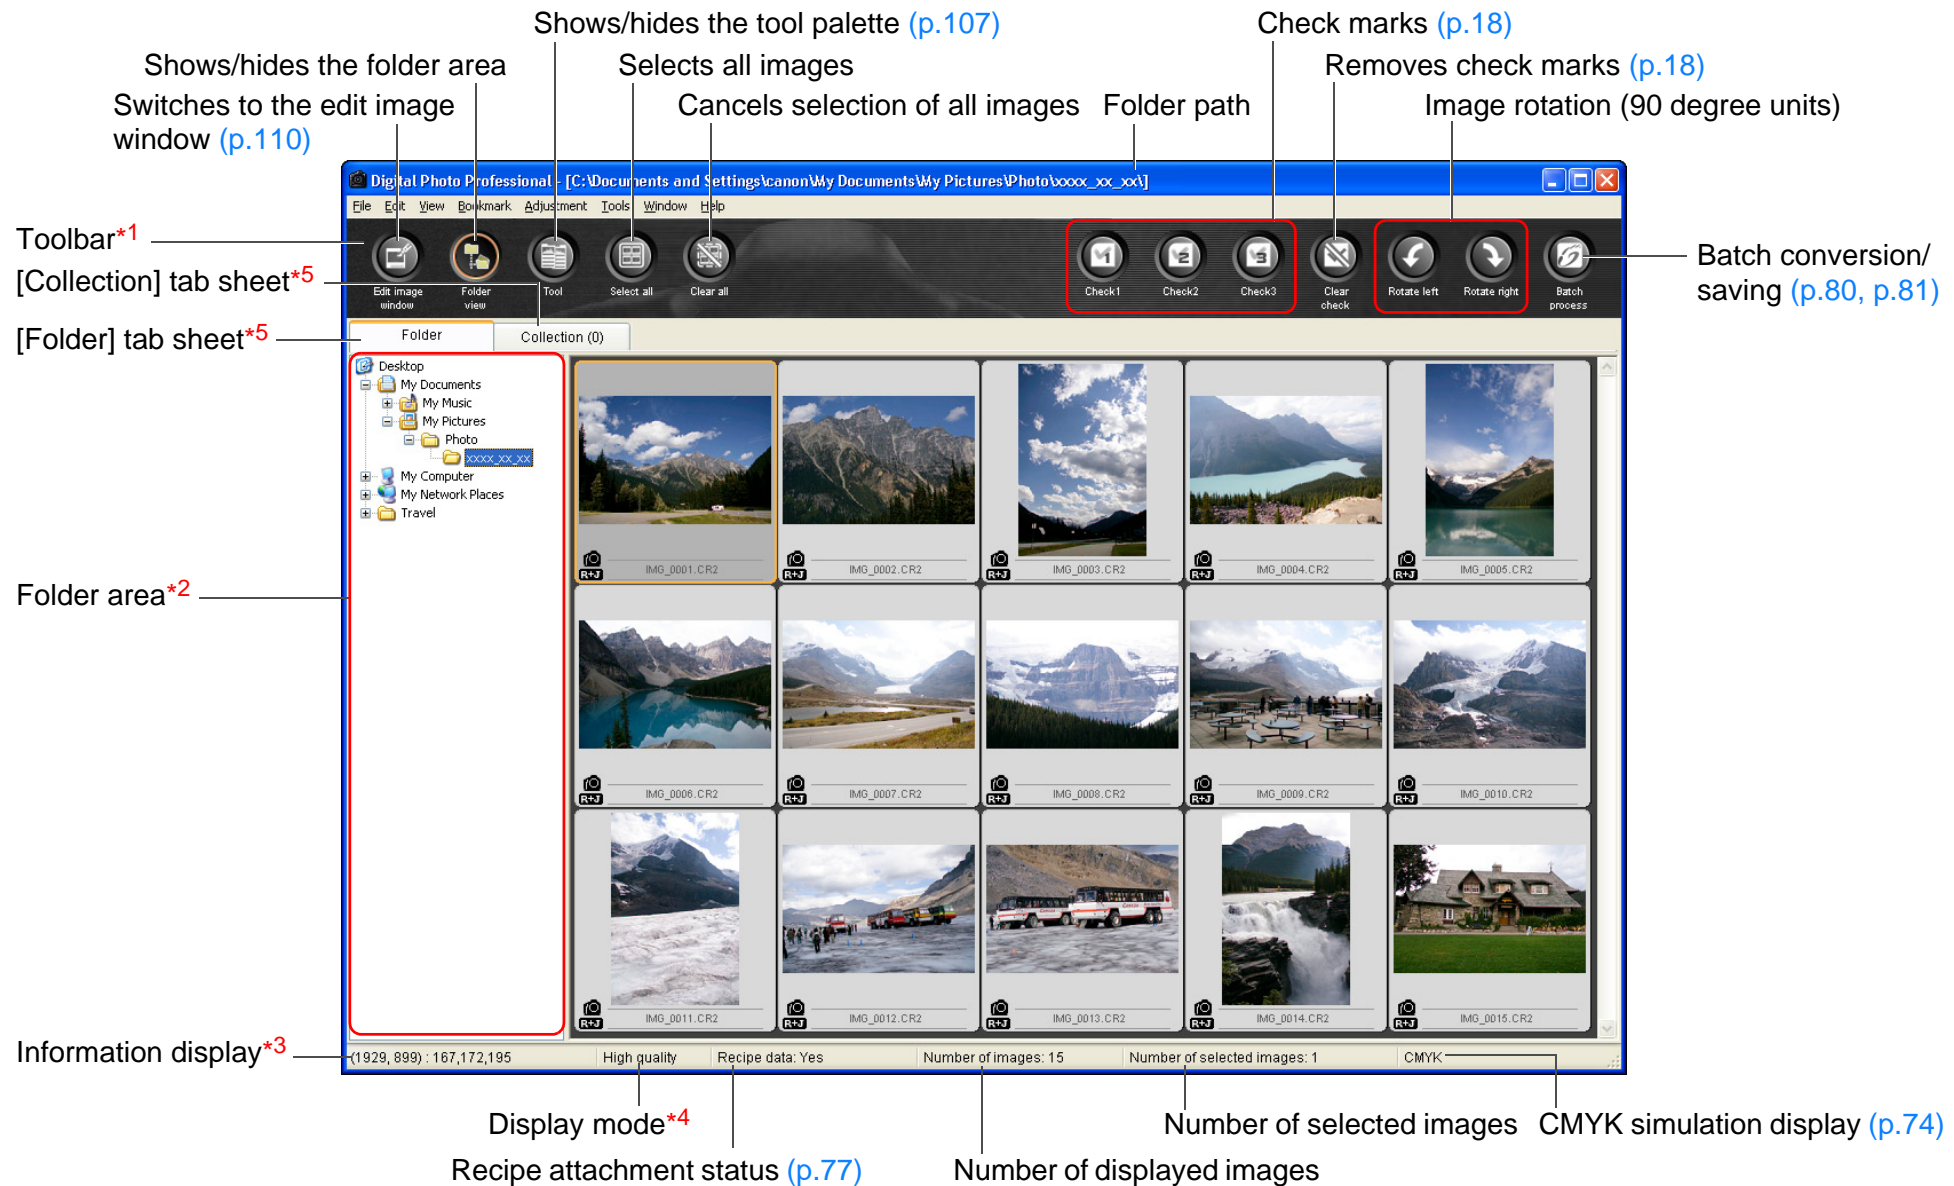 Shows/hides the tool palette (p.107)
Check marks (p.18)
Shows/hides the folder area
Selects all images
Removes check marks (p.18)
Switches to the edit image
window (p.110)
Cancels selection of all images
Folder path
Image rotation (90 degree units)
Digital Photo Professional - [C:\Documents and Settings\canon\My Documents\My Pictures\Photo\xxxx_xx_xx\]
File Edit View Bookmark Adjustment Tools Window Help
Toolbar*1
[Collection] tab sheet*5
[Folder] tab sheet*5
Edit image
window
Folder
view
Tool
Select all
Clear all
1
Check1
2
Check2
3
Check3
Clear
check
Rotate left
Rotate right
Batch
process
Batch conversion/
saving (p.80, p.81)
Folder
Collection (0)
Desktop
My Documents
My Music
My Pictures
Photo
xxxx_xx_xx
My Computer
My Network Places
Travel
Folder area*2
R+J IMG_0001.CR2
R+J IMG_0002.CR2
R+J IMG_0003.CR2
R+J IMG_0004.CR2
R+J IMG_0005.CR2
R+J IMG_0006.CR2
R+J IMG_0007.CR2
R+J IMG_0008.CR2
R+J IMG_0009.CR2
R+J IMG_0010.CR2
R+J IMG_0011.CR2
R+J IMG_0012.CR2
R+J IMG_0013.CR2
R+J IMG_0014.CR2
R+J IMG_0015.CR2
Information display*3
(1929, 899) : 167,172,195
High quality
Recipe data: Yes
Number of images: 15
Number of selected images: 1
CMYK
Display mode*4
Number of selected images
CMYK simulation display (p.74)
Recipe attachment status (p.77)
Number of displayed images